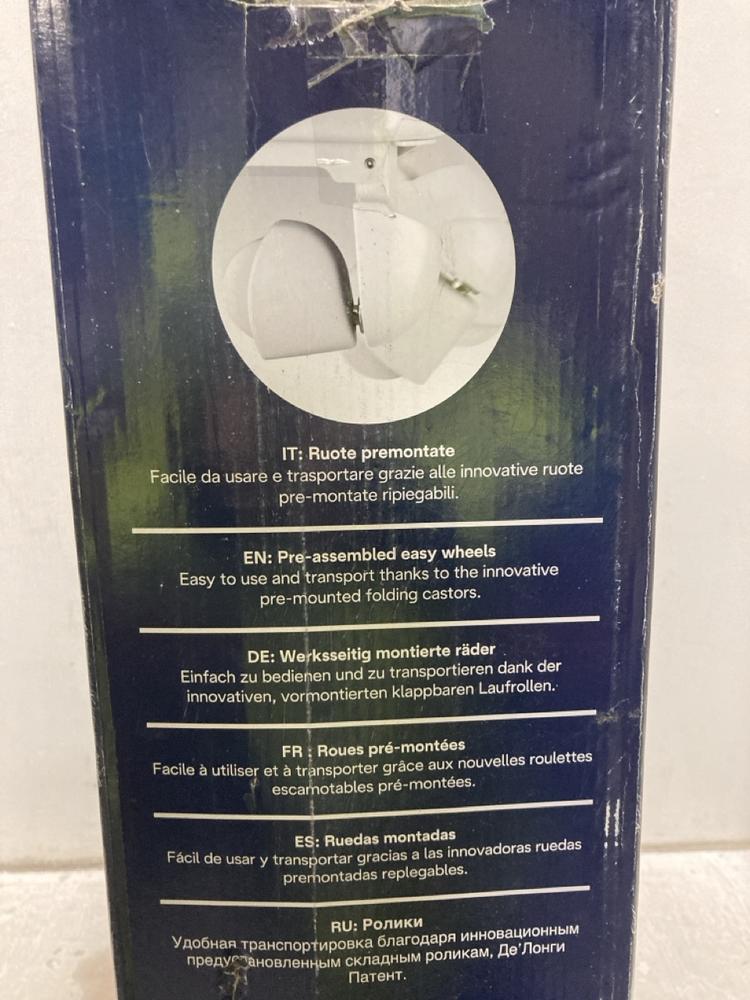 IT: Ruote premontate
Facile da usare e trasportare grazie alle innovative ruote
pre-montate ripiegabili.
EN: Pre-assembled easy wheels
Easy to use and transport thanks to the innovative
pre-mounted folding castors.
DE: Werksseitig montierte räder
Einfach zu bedienen und zu transportieren dank der
innovativen, vormontierten klappbaren Laufrollen.
FR : Roues pré-montées
Facile à utiliser et à transporter grâce aux nouvelles roulettes
escamotables pré-montées.
ES: Ruedas montadas
Fácil de usar y transportar gracias a las innovadoras ruedas
premontadas replegables.
RU: Ролики
Удобная транспортировка благодаря инновационным
предустановленным складным роликам, Де'Лонги
Патент.